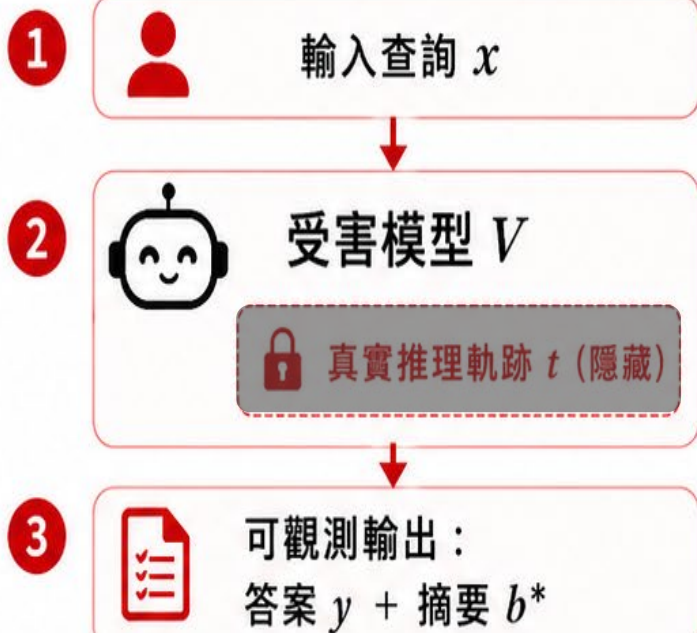 1
輸入查詢 x
2
受害模型 V
真實推理軌跡 t (隱藏)
3
可觀測輸出：
答案 y + 摘要 b*